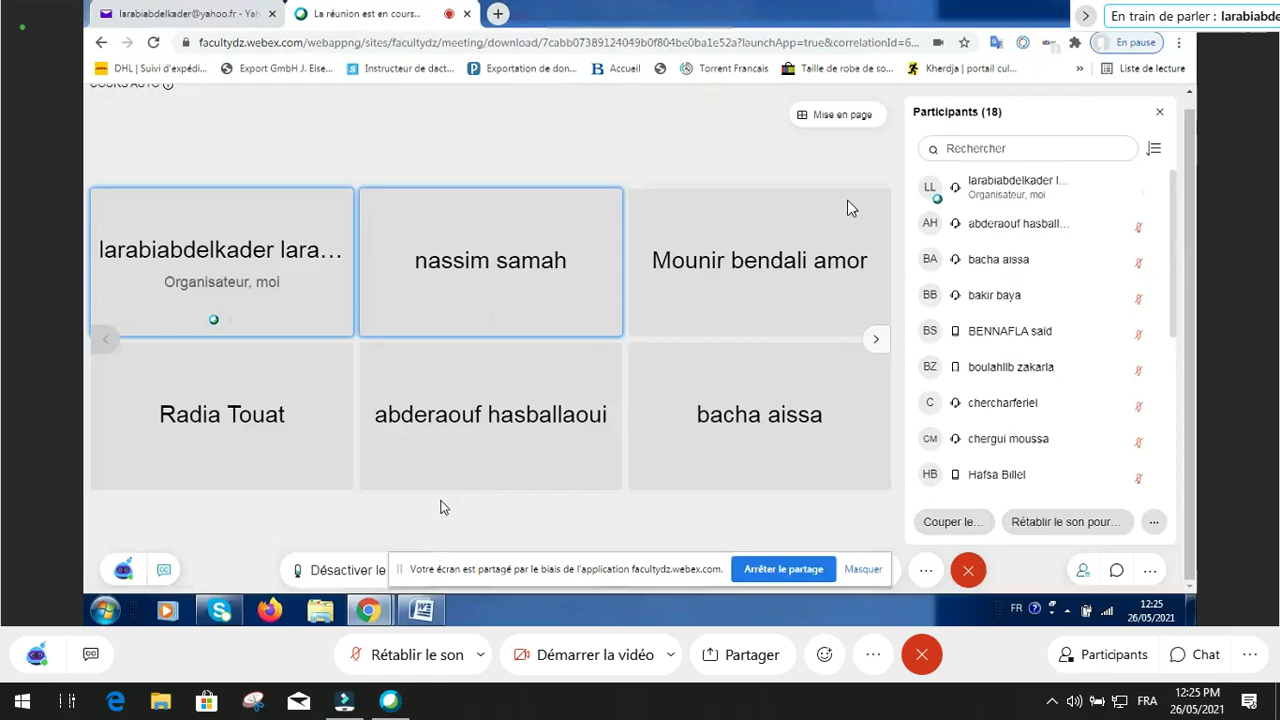 larabiabdelkader@yahoo.fr - Yah
La réunion est en cours...
En train de parler : larabiabde
facultydz.webex.com/webappng/sites/facultydz/meeting/download/7cabb07389124049b0f804be0ba1e52a?launchApp=true&correlationId=6...
En pause
DHL | Suivi d'expédi...
Export GmbH J. Eise...
Instructeur de dact...
Exportation de don...
Accueil
Torrent Francais
Taille de robe de so...
Kherdja | portail cul...
»
Liste de lecture
COURS AUTO
Mise en page
Participants (18)
Rechercher
larabiabdelkader lara...
Organisateur, moi
nassim samah
Mounir bendali amor
Radia Touat
abderaouf hasballaoui
bacha aissa
LL
larabiabdelkader l...
Organisateur, moi
AH
abderaouf hasball...
BA
bacha aissa
BB
bakir baya
BS
BENNAFLA said
BZ
boulahlib zakarla
C
chercharferlel
CM
chergui moussa
HB
Hafsa Billel
Couper le...
Rétablir le son pour...
Désactiver le
Votre écran est partagé par le biais de l'application facultydz.webex.com.
Arrêter le partage
Masquer
FR
12:25
26/05/2021
Rétablir le son
Démarrer la vidéo
Partager
Participants
Chat
FRA
12:25 PM
26/05/2021